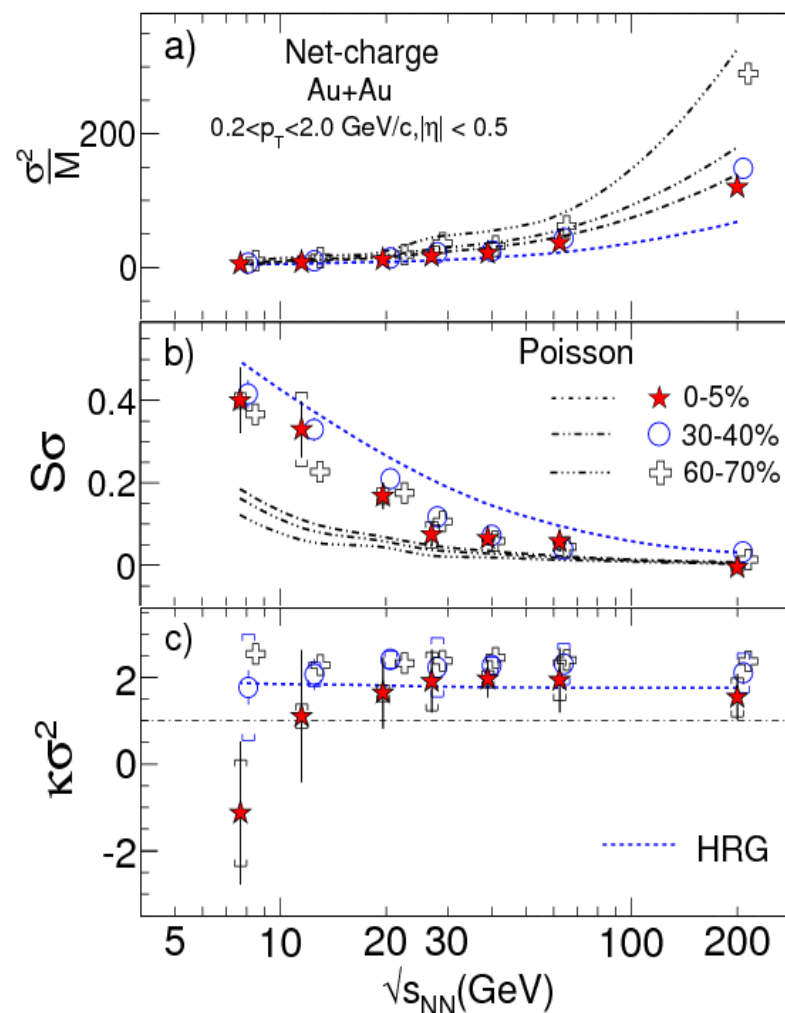 a)
Net-charge
Au+Au
0.2<p_T<2.0 GeV/c,|η| < 0.5
σ²/M
200
0
b)
Poisson
0-5%
30-40%
60-70%
Sσ
0.4
0.2
0
c)
κσ²
2
0
-2
HRG
5 10 20 30 100 200
√s_NN(GeV)